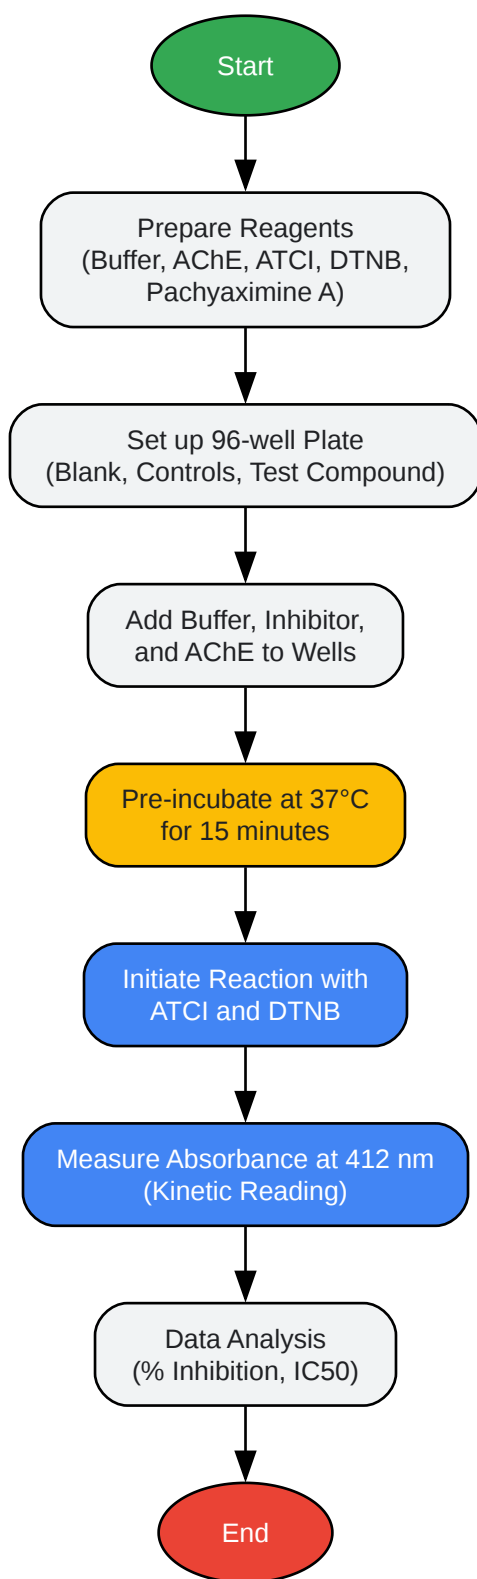 Start
Prepare Reagents
(Buffer, AChE, ATCI, DTNB,
Pachyaximine A)
Set up 96-well Plate
(Blank, Controls, Test Compound)
Add Buffer, Inhibitor,
and AChE to Wells
Pre-incubate at 37°C
for 15 minutes
Initiate Reaction with
ATCI and DTNB
Measure Absorbance at 412 nm
(Kinetic Reading)
Data Analysis
(% Inhibition, IC50)
End